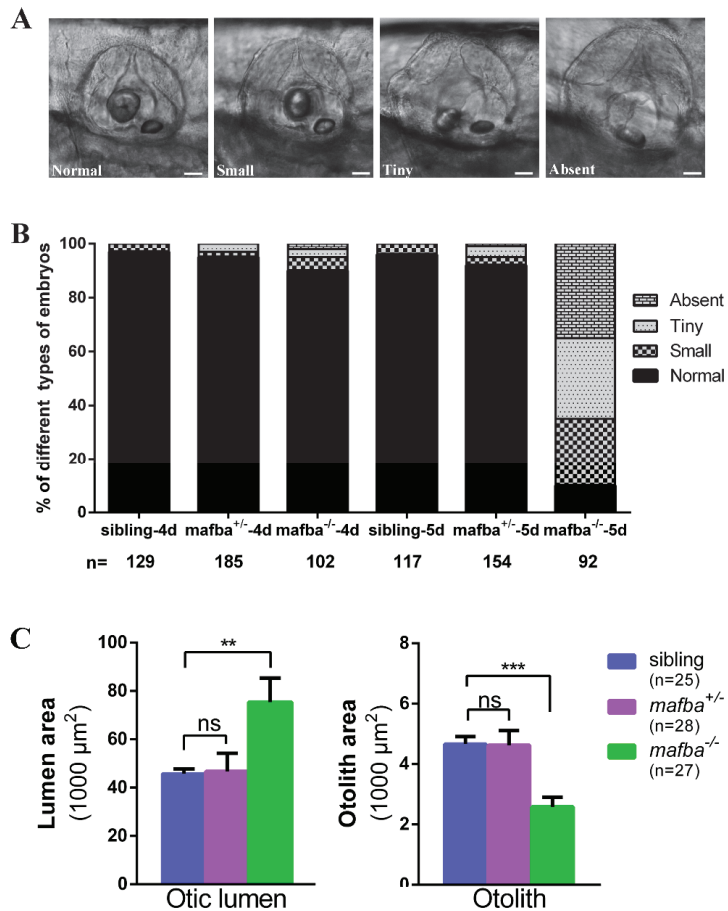 A
Normal Small Tiny Absent
B
% of different types of embryos
100
80
60
40
20
0
Absent
Tiny
Small
Normal
sibling-4d mafba+/--4d mafba-/--4d sibling-5d mafba+/--5d mafba-/--5d
n= 129 185 102 117 154 92
C
Lumen area
(1000 µm²)
100
80
60
40
20
0
**
ns
Otic lumen
Otolith area
(1000 µm²)
8
6
4
2
0
***
ns
Otolith
sibling
(n=25)
mafba+/-
(n=28)
mafba-/-
(n=27)